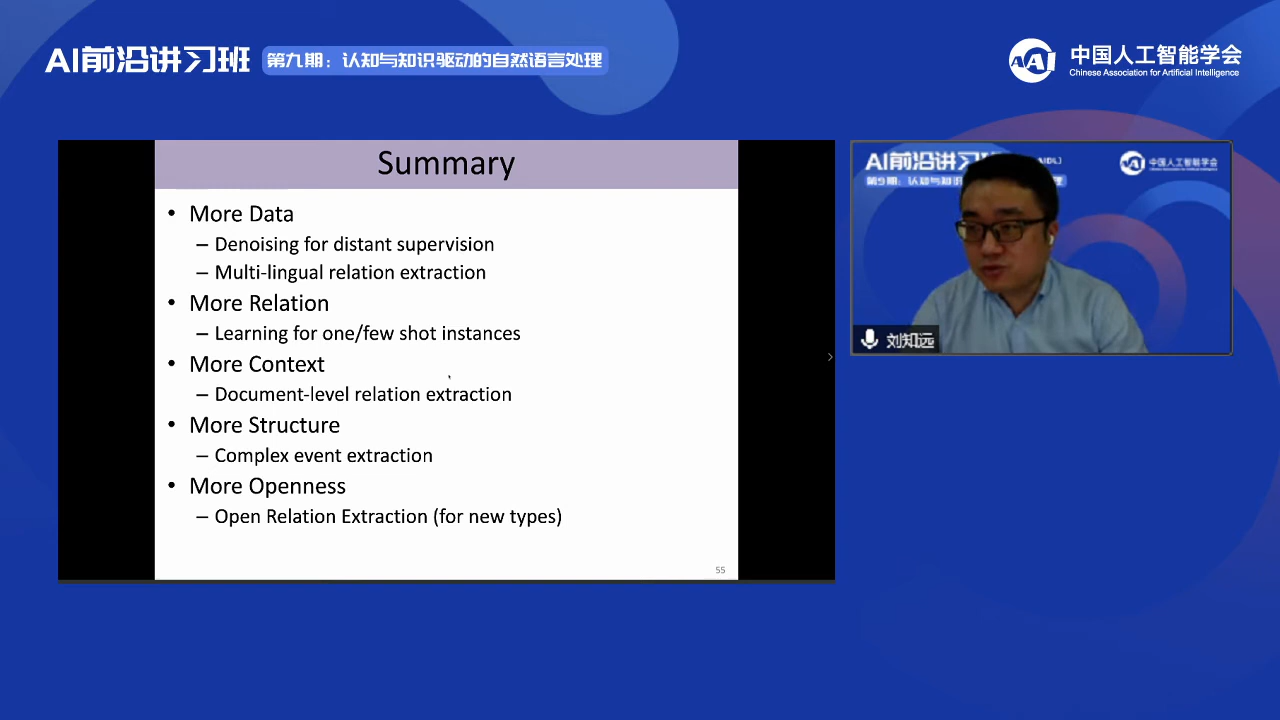 AI前沿讲习班
第九期：认知与知识驱动的自然语言处理
AAI
中国人工智能学会
Chinese Association for Artificial Intelligence
Summary
• More Data
– Denoising for distant supervision
– Multi-lingual relation extraction
• More Relation
– Learning for one/few shot instances
• More Context
– Document-level relation extraction
• More Structure
– Complex event extraction
• More Openness
– Open Relation Extraction (for new types)
55
AI前沿讲习
中国人工智能学会
刘知远